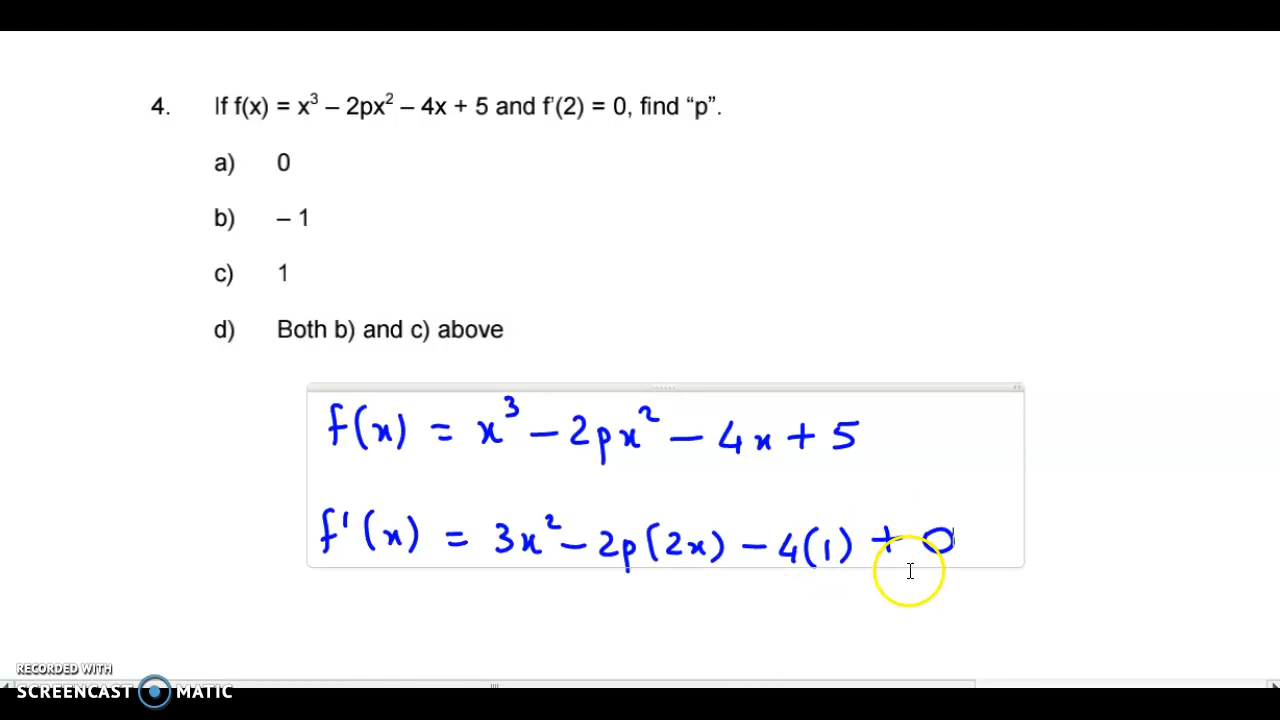 4. If f(x) = x³ – 2px² – 4x + 5 and f'(2) = 0, find “p”.
a) 0
b) – 1
c) 1
d) Both b) and c) above
f(x) = x³ – 2px² – 4x + 5
f'(x) = 3x² – 2p(2x) – 4(1) + 0
RECORDED WITH
SCREENCAST MATIC